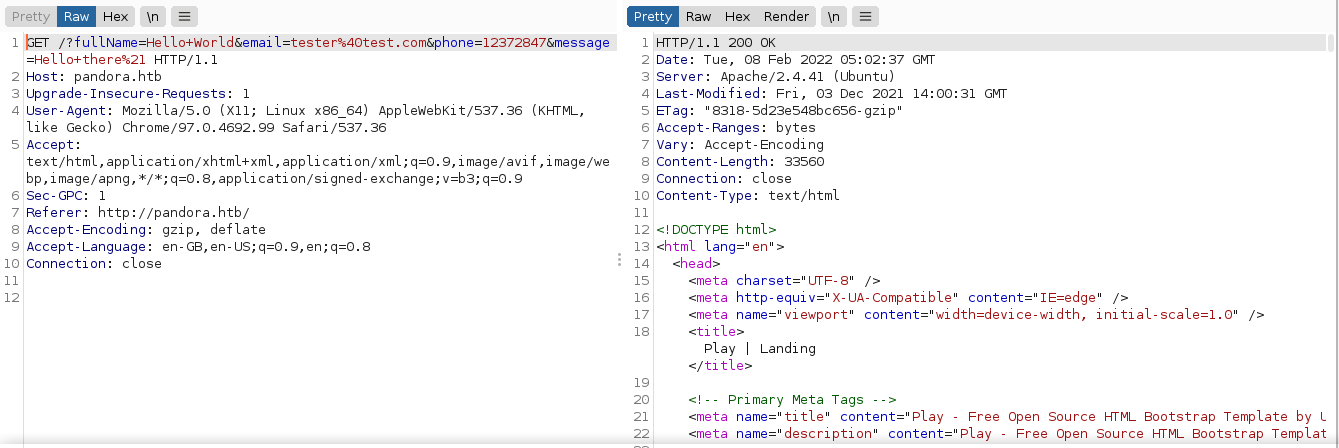 Pretty Raw Hex \n
1 GET /?fullName=Hello+World&email=tester%40test.com&phone=12372847&message
=Hello+there%21 HTTP/1.1
2 Host: pandora.htb
3 Upgrade-Insecure-Requests: 1
4 User-Agent: Mozilla/5.0 (X11; Linux x86_64) AppleWebKit/537.36 (KHTML,
like Gecko) Chrome/97.0.4692.99 Safari/537.36
5 Accept:
text/html,application/xhtml+xml,application/xml;q=0.9,image/avif,image/we
bp,image/apng,*/*;q=0.8,application/signed-exchange;v=b3;q=0.9
6 Sec-GPC: 1
7 Referer: http://pandora.htb/
8 Accept-Encoding: gzip, deflate
9 Accept-Language: en-GB,en-US;q=0.9,en;q=0.8
10 Connection: close
11
12
Pretty Raw Hex Render \n
1 HTTP/1.1 200 OK
2 Date: Tue, 08 Feb 2022 05:02:37 GMT
3 Server: Apache/2.4.41 (Ubuntu)
4 Last-Modified: Fri, 03 Dec 2021 14:00:31 GMT
5 ETag: "8318-5d23e548bc656-gzip"
6 Accept-Ranges: bytes
7 Vary: Accept-Encoding
8 Content-Length: 33560
9 Connection: close
10 Content-Type: text/html
11
12 <!DOCTYPE html>
13 <html lang="en">
14 <head>
15 <meta charset="UTF-8" />
16 <meta http-equiv="X-UA-Compatible" content="IE=edge" />
17 <meta name="viewport" content="width=device-width, initial-scale=1.0" />
18 <title>
Play | Landing
</title>
19
20 <!-- Primary Meta Tags -->
21 <meta name="title" content="Play - Free Open Source HTML Bootstrap Template by U
22 <meta name="description" content="Play - Free Open Source HTML Bootstrap Templat